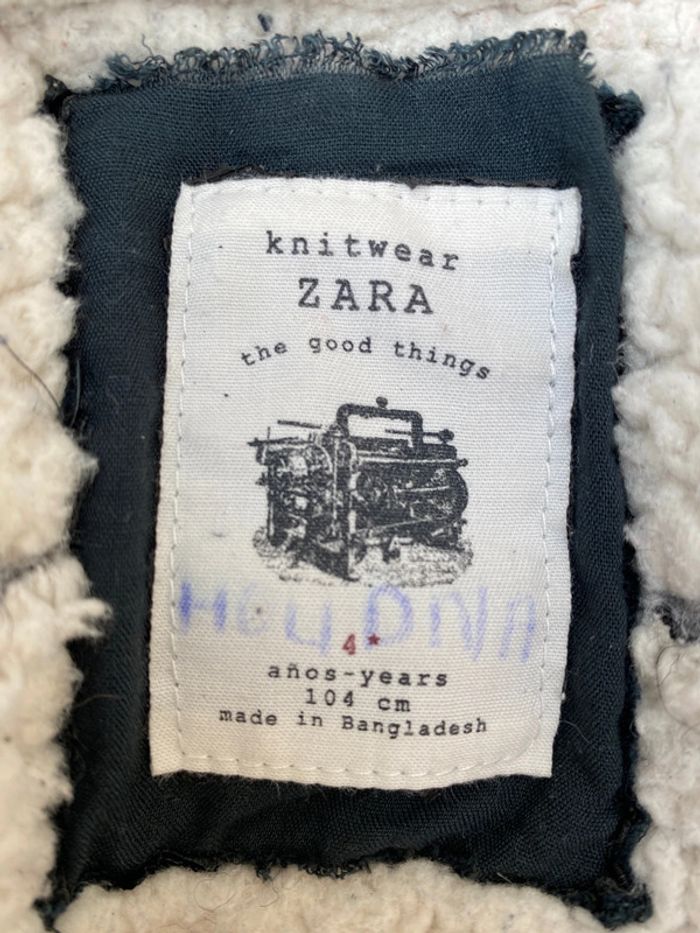 knitwear
ZARA
the good things
4*
años-years
104 cm
made in Bangladesh